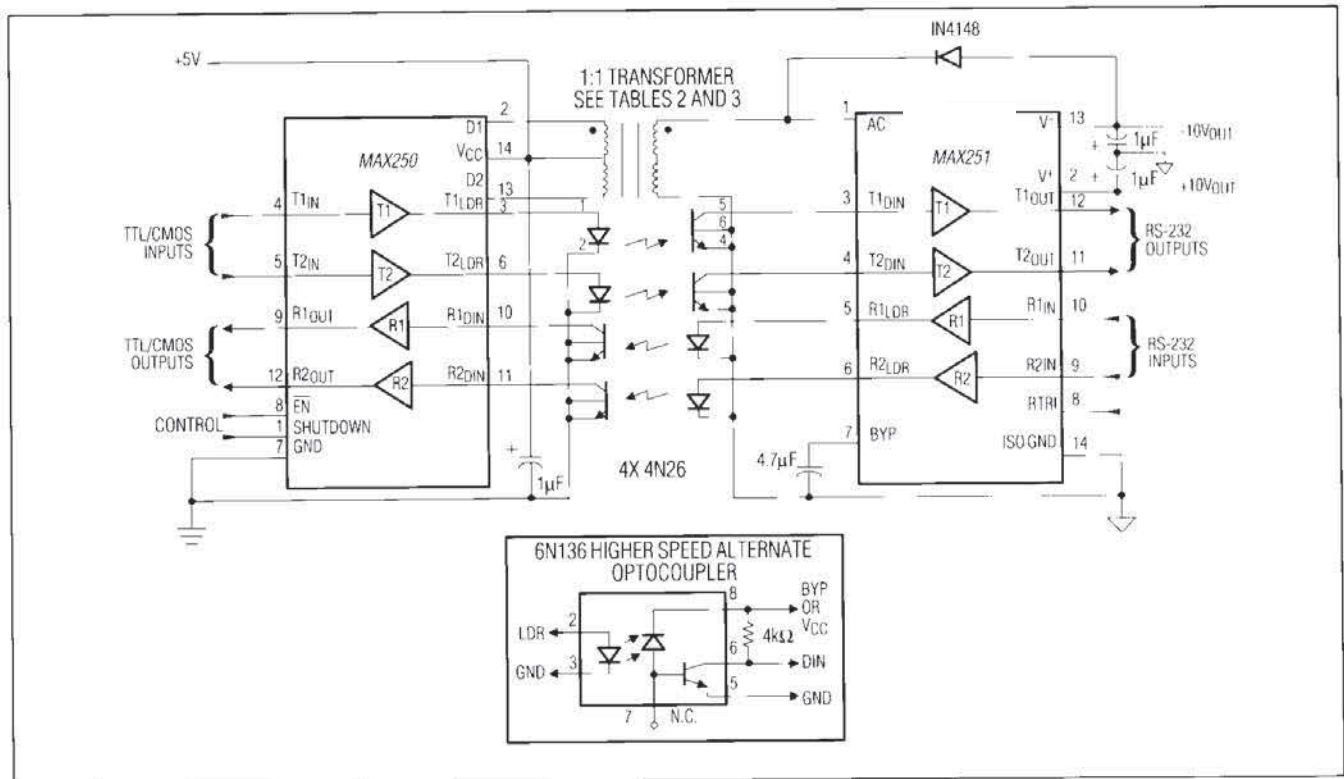 IN4148
+5V
1:1 TRANSFORMER
SEE TABLES 2 AND 3
2
D1
14
VCC
D2
13
MAX250
4 T1IN
T1
T1LDR
3
1
2
TTL/CMOS
INPUTS
5 T2IN
T2
T2LDR 6
9 R1OUT
R1
R1DIN 10
TTL/CMOS
OUTPUTS
12 R2OUT
R2
R2DIN 11
8 EN
CONTROL
1 SHUTDOWN
7 GND
+
1µF
4X 4N26
5
6
4
1
AC
MAX251
V- 13
-10VOUT
+ 1µF
V+ 2
+ 1µF
+10VOUT
3 T1DIN
T1
T1OUT
12
RS-232
OUTPUTS
4 T2DIN
T2
T2OUT 11
5 R1LDR
R1
R1IN 10
RS-232
INPUTS
6 R2LDR
R2
R2IN 9
RTRI 8
7 BYP
4.7µF
ISO GND 14
6N136 HIGHER SPEED ALTERNATE
OPTOCOUPLER
8
BYP
OR
VCC
2
LDR
4kΩ
6
DIN
3
GND
5
GND
7 N.C.